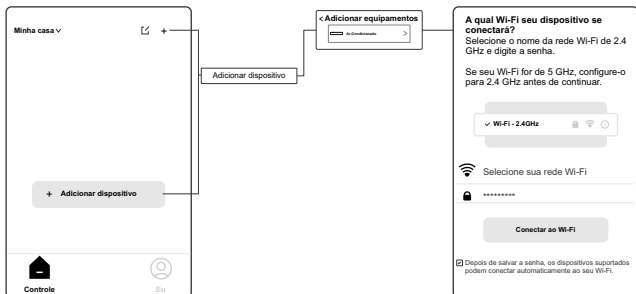 Minha casa
+ Adicionar dispositivo
Controle
Eu
Adicionar dispositivo
< Adicionar equipamentos
Ar-Condicionado >
A qual Wi-Fi seu dispositivo se
conectará?
Selecione o nome da rede Wi-Fi de 2.4
GHz e digite a senha.
Se seu Wi-Fi for de 5 GHz, configure-o
para 2.4 GHz antes de continuar.
Wi-Fi - 2.4GHz
Selecione sua rede Wi-Fi
*********
Conectar ao Wi-Fi
Depois de salvar a senha, os dispositivos suportados
podem conectar automaticamente ao seu Wi-Fi.